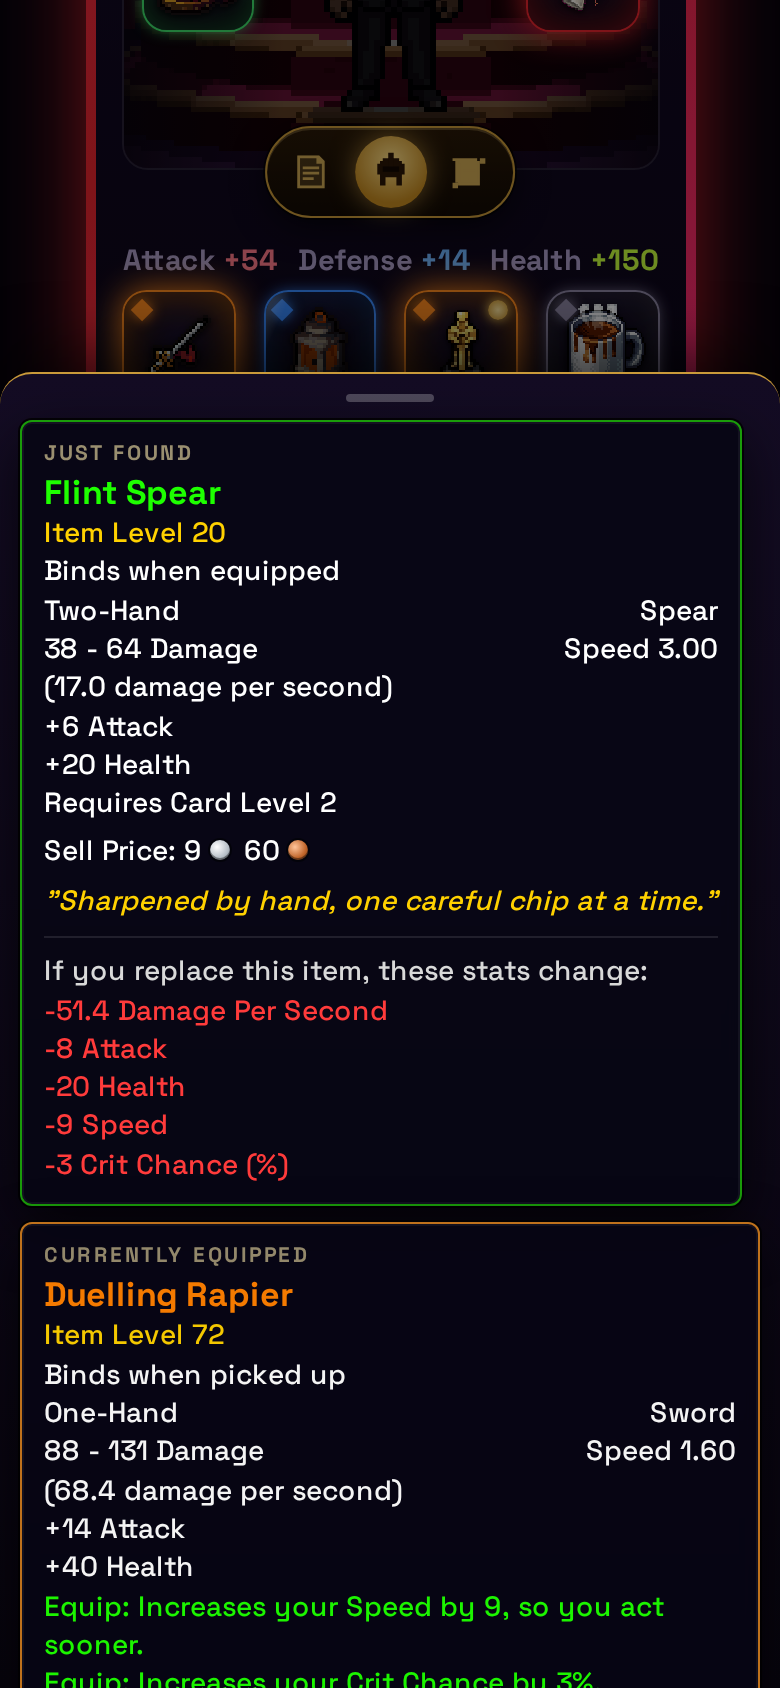 Attack +54 Defense +14 Health +150
JUST FOUND
Flint Spear
Item Level 20
Binds when equipped
Two-Hand Spear
38 - 64 Damage Speed 3.00
(17.0 damage per second)
+6 Attack
+20 Health
Requires Card Level 2
Sell Price: 9 60
"Sharpened by hand, one careful chip at a time."
If you replace this item, these stats change:
-51.4 Damage Per Second
-8 Attack
-20 Health
-9 Speed
-3 Crit Chance (%)
CURRENTLY EQUIPPED
Duelling Rapier
Item Level 72
Binds when picked up
One-Hand Sword
88 - 131 Damage Speed 1.60
(68.4 damage per second)
+14 Attack
+40 Health
Equip: Increases your Speed by 9, so you act
sooner.
Equip: Increases your Crit Chance by 3%